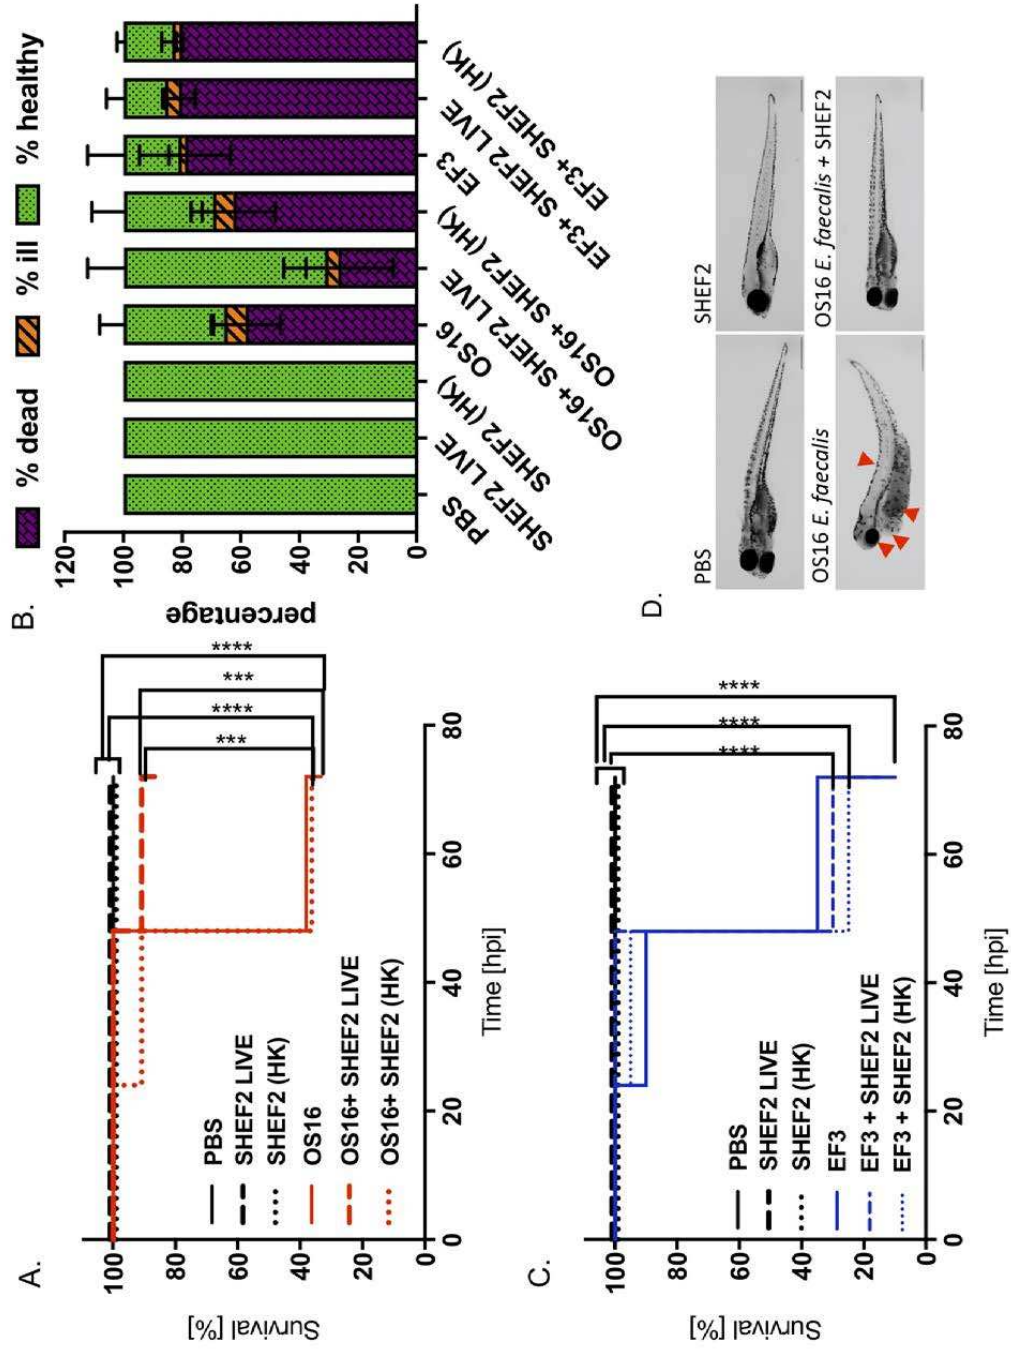 A.
Survival [%]
100
80
60
40
20
0
PBS
SHEF2 LIVE
SHEF2 (HK)
OS16
OS16+ SHEF2 LIVE
OS16+ SHEF2 (HK)
0
20
40
60
80
Time [hpi]
****
***
****
***
B.
% dead
% ill
% healthy
percentage
120
100
80
60
40
20
0
PBS
SHEF2 LIVE
SHEF2 (HK)
OS16
OS16+ SHEF2 LIVE
OS16+ SHEF2 (HK)
EF3
EF3+ SHEF2 LIVE
EF3+ SHEF2 (HK)
C.
Survival [%]
100
80
60
40
20
0
PBS
SHEF2 LIVE
SHEF2 (HK)
EF3
EF3 + SHEF2 LIVE
EF3 + SHEF2 (HK)
0
20
40
60
80
Time [hpi]
****
****
****
D.
PBS
SHEF2
OS16 E. faecalis
OS16 E. faecalis + SHEF2